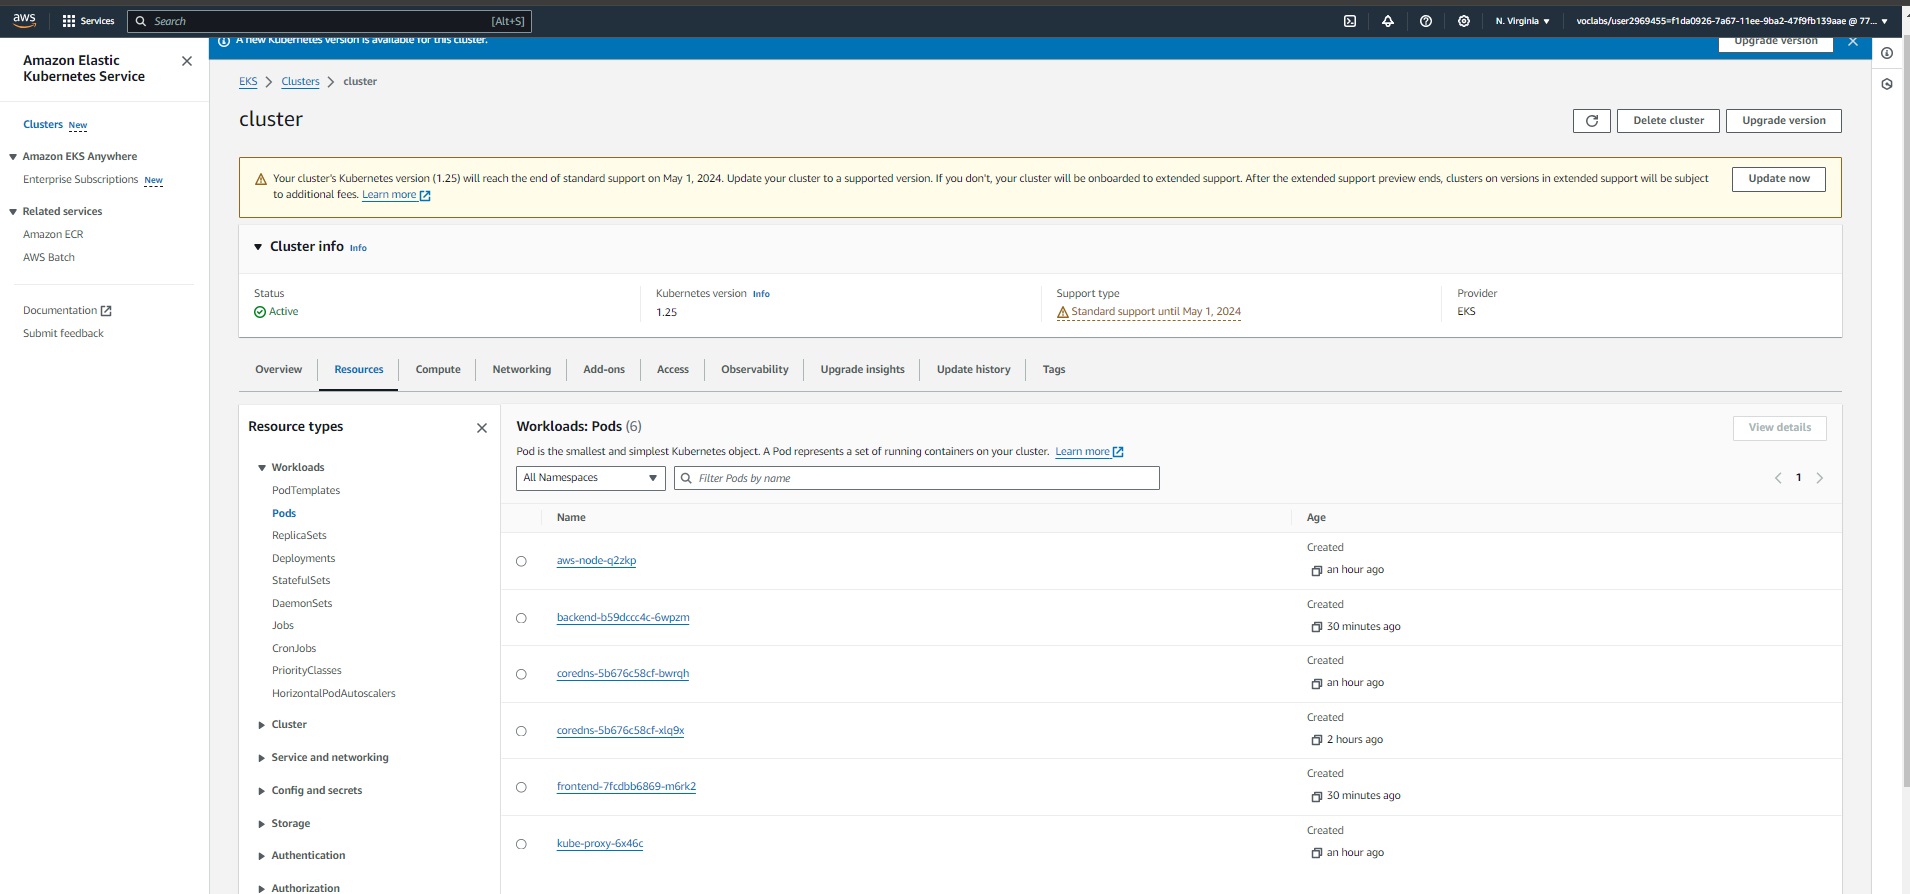 aws
Services
Search
[Alt+S]
N. Virginia
voclabs/user2969455=f1da0926-7a67-11ee-9ba2-47f9fb139aae @ 77...
Amazon Elastic
Kubernetes Service
Clusters New
Amazon EKS Anywhere
Enterprise Subscriptions New
Related services
Amazon ECR
AWS Batch
Documentation
Submit feedback
A new Kubernetes version is available for this cluster.
Upgrade version
EKS
Clusters
cluster
cluster
Delete cluster
Upgrade version
Your cluster's Kubernetes version (1.25) will reach the end of standard support on May 1, 2024. Update your cluster to a supported version. If you don't, your cluster will be onboarded to extended support. After the extended support preview ends, clusters on versions in extended support will be subject
to additional fees. Learn more
Update now
Cluster info Info
Status
Active
Kubernetes version Info
1.25
Support type
Standard support until May 1, 2024
Provider
EKS
Overview
Resources
Compute
Networking
Add-ons
Access
Observability
Upgrade insights
Update history
Tags
Resource types
Workloads
PodTemplates
Pods
ReplicaSets
Deployments
StatefulSets
DaemonSets
Jobs
CronJobs
PriorityClasses
HorizontalPodAutoscalers
Cluster
Service and networking
Config and secrets
Storage
Authentication
Authorization
Workloads: Pods (6)
View details
Pod is the smallest and simplest Kubernetes object. A Pod represents a set of running containers on your cluster. Learn more
All Namespaces
Filter Pods by name
1
Name
Age
aws-node-q2zkp
Created
an hour ago
backend-b59dccc4c-6wpzm
Created
30 minutes ago
coredns-5b676c58cf-bwrqh
Created
an hour ago
coredns-5b676c58cf-xlq9x
Created
2 hours ago
frontend-7fcdbb6869-m6rk2
Created
30 minutes ago
kube-proxy-6x46c
Created
an hour ago